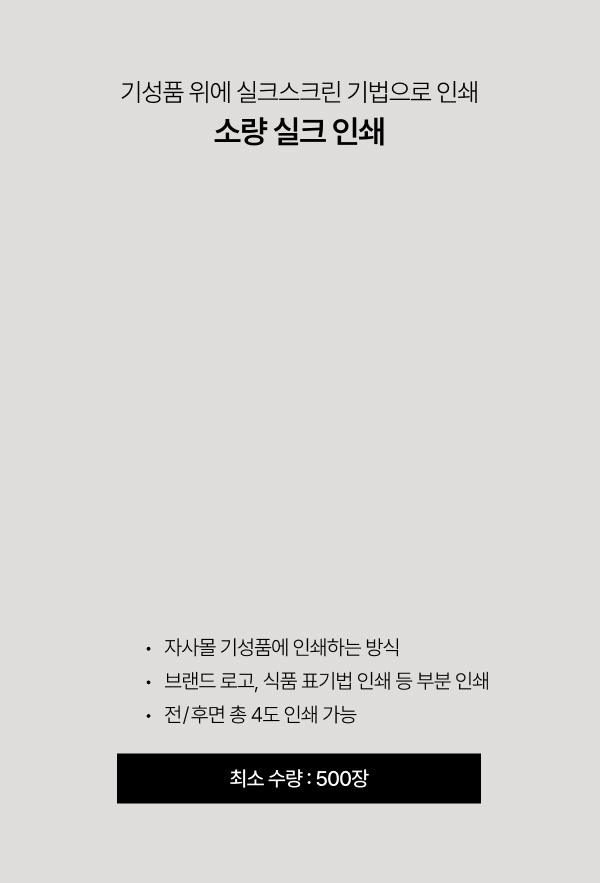 기성품 위에 실크스크린 기법으로 인쇄
소량 실크 인쇄
• 자사몰 기성품에 인쇄하는 방식
• 브랜드 로고, 식품 표기법 인쇄 등 부분 인쇄
• 전/후면 총 4도 인쇄 가능
최소 수량 : 500장